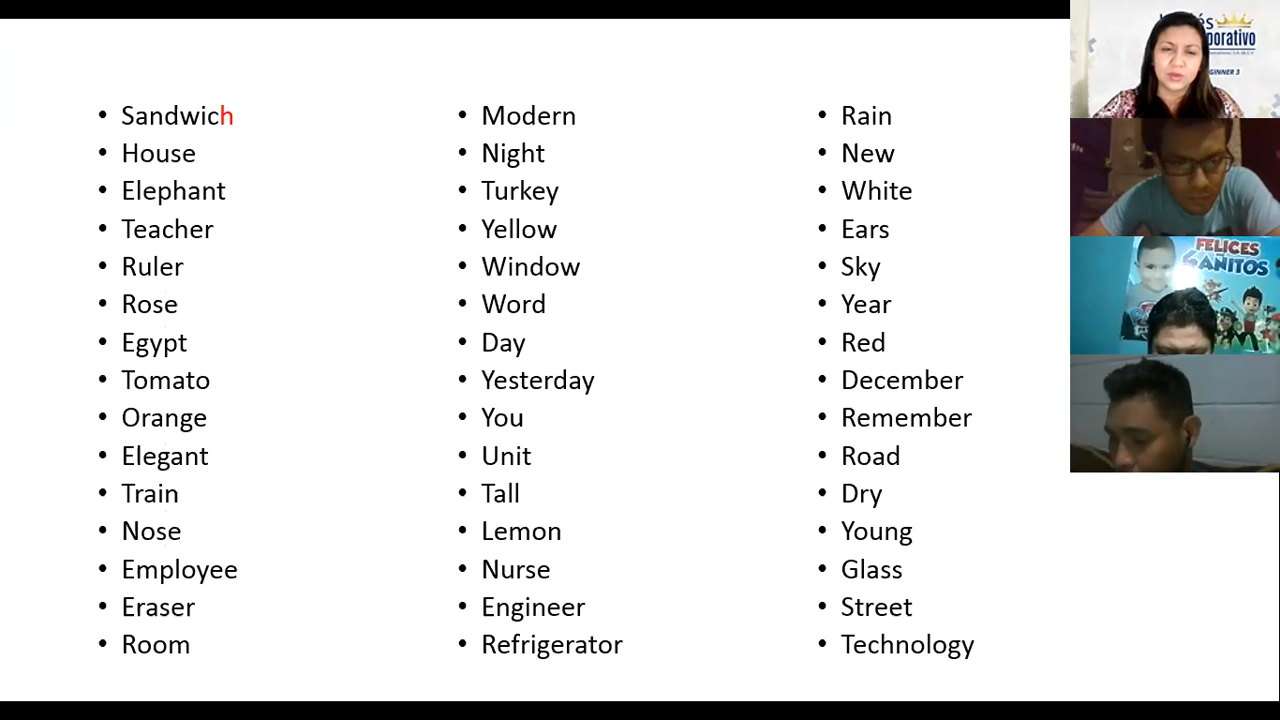 • Sandwich
• House
• Elephant
• Teacher
• Ruler
• Rose
• Egypt
• Tomato
• Orange
• Elegant
• Train
• Nose
• Employee
• Eraser
• Room
• Modern
• Night
• Turkey
• Yellow
• Window
• Word
• Day
• Yesterday
• You
• Unit
• Tall
• Lemon
• Nurse
• Engineer
• Refrigerator
• Rain
• New
• White
• Ears
• Sky
• Year
• Red
• December
• Remember
• Road
• Dry
• Young
• Glass
• Street
• Technology
FELICES